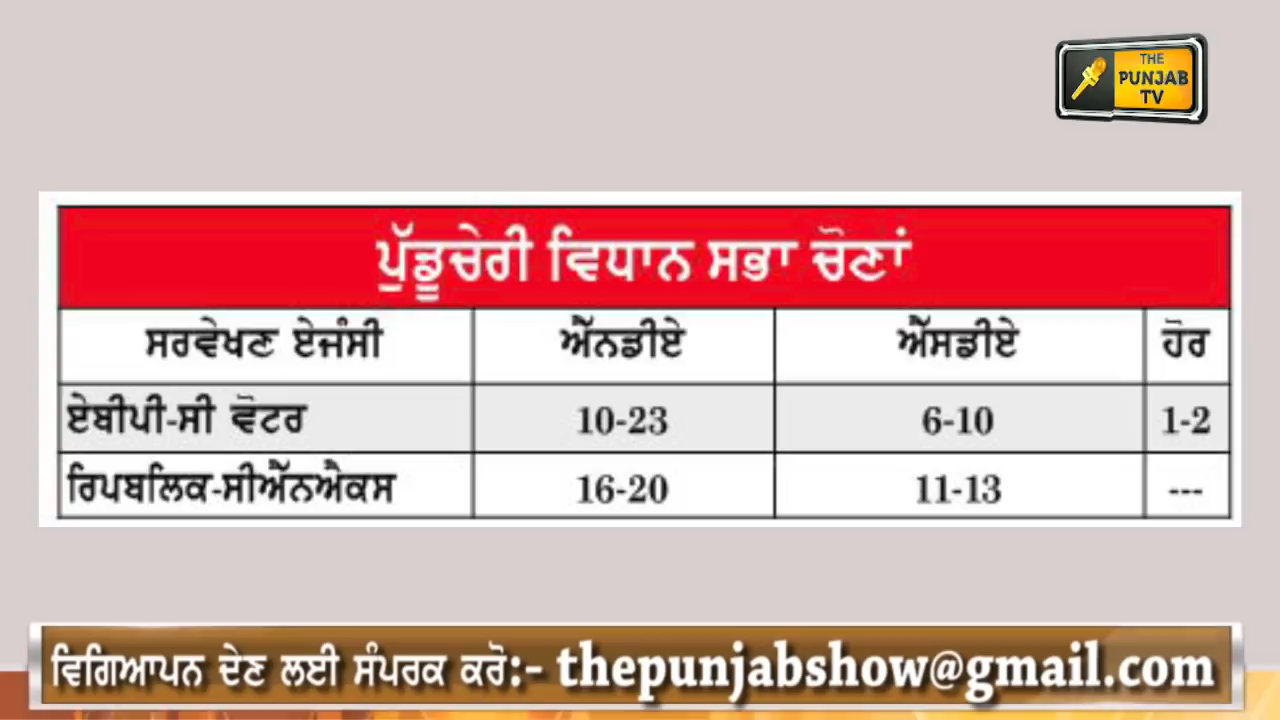 THE
PUNJAB
TV
ਪੁੱਡੂਚੇਰੀ ਵਿਧਾਨ ਸਭਾ ਚੋਣਾਂ
ਸਰਵੇਖਣ ਏਜੰਸੀ ਐੱਨਡੀਏ ਐੱਸਡੀਏ ਹੋਰ
ਏਬੀਪੀ-ਸੀ ਵੋਟਰ 10-23 6-10 1-2
ਰਿਪਬਲਿਕ-ਸੀਐੱਨਐਕਸ 16-20 11-13 ---
ਵਿਗਿਆਪਨ ਦੇਣ ਲਈ ਸੰਪਰਕ ਕਰੋ:- thepunjabshow@gmail.com